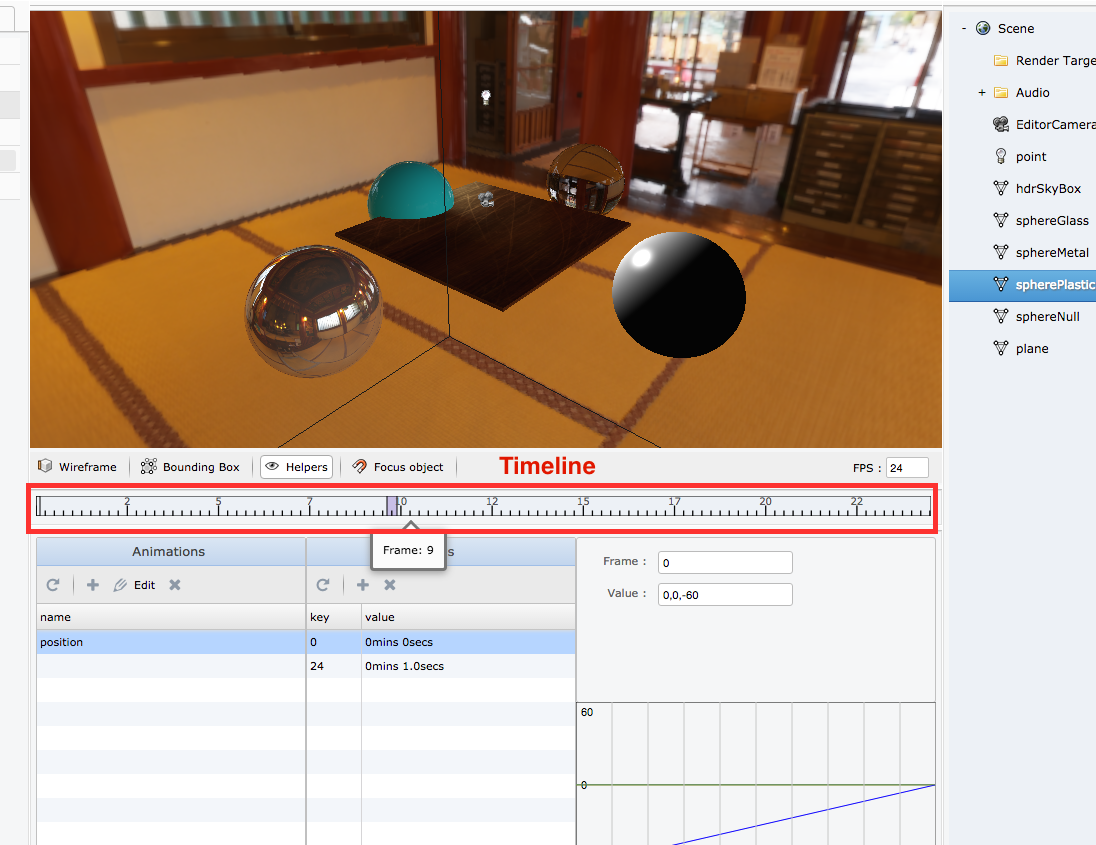 - Scene
Render Targe
+ Audio
EditorCamera
point
hdrSkyBox
sphereGlass
sphereMetal
spherePlastic
sphereNull
plane
Wireframe
Bounding Box
Helpers
Focus object
Timeline
FPS : 24
2 5 7 10 12 15 17 20 22
Frame: 9
Animations
s
Edit
name
key value
position
0 0mins 0secs
24 0mins 1.0secs
Frame : 0
Value : 0,0,-60
60
0